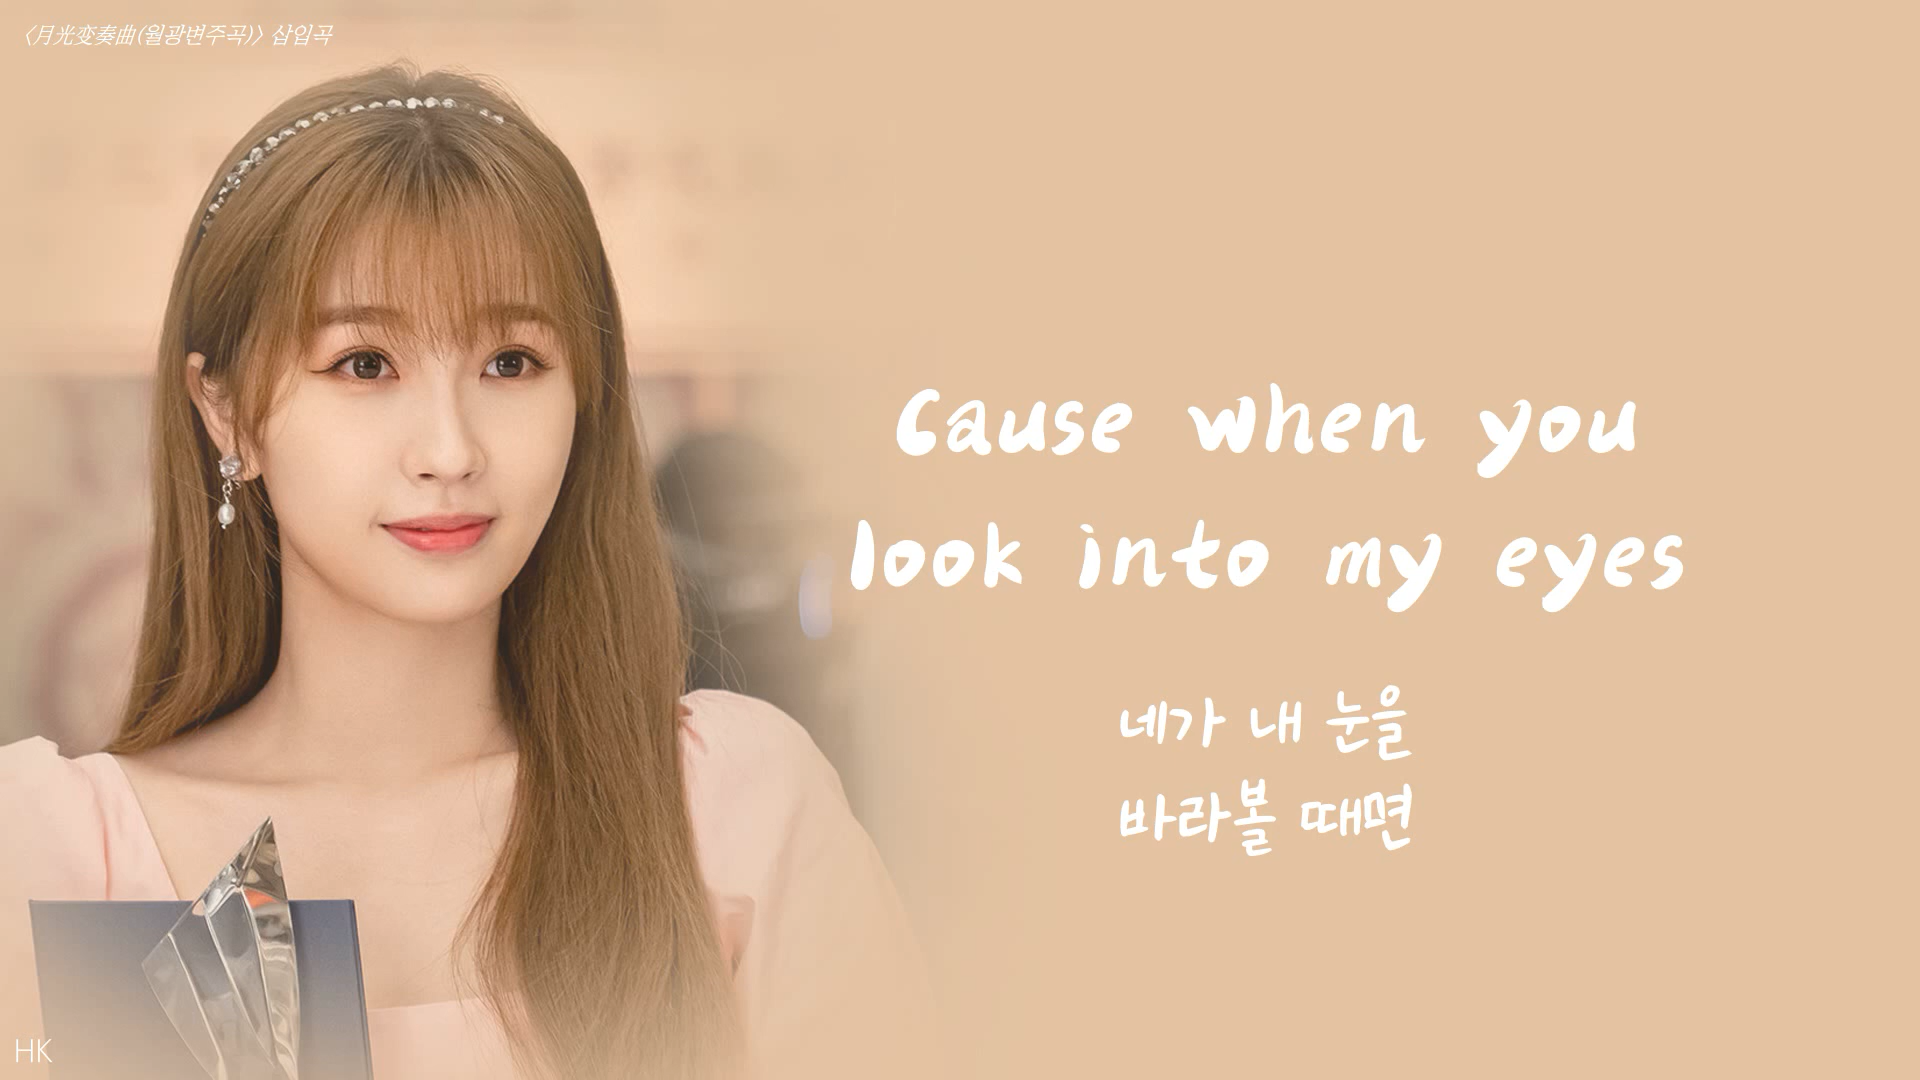 〈月光变奏曲(월광변주곡)〉 삽입곡
Cause when you
look into my eyes
네가 내 눈을
바라볼 때면
HK